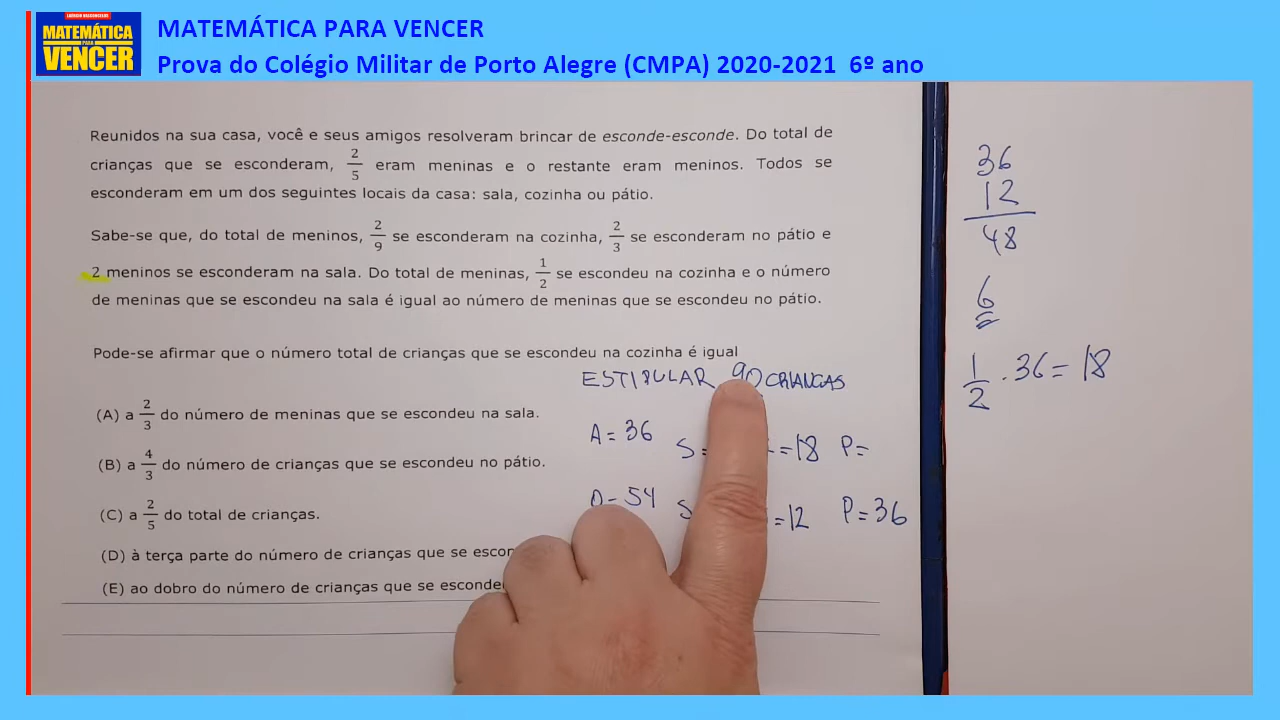 LAÉRCIO VASCONCELOS
MATEMÁTICA
PARA
VENCER
MATEMÁTICA PARA VENCER
Prova do Colégio Militar de Porto Alegre (CMPA) 2020-2021 6º ano
Reunidos na sua casa, você e seus amigos resolveram brincar de esconde-esconde. Do total de
crianças que se esconderam, 2/5 eram meninas e o restante eram meninos. Todos se
esconderam em um dos seguintes locais da casa: sala, cozinha ou pátio.
Sabe-se que, do total de meninos, 2/9 se esconderam na cozinha, 2/3 se esconderam no pátio e
2 meninos se esconderam na sala. Do total de meninas, 1/2 se escondeu na cozinha e o número
de meninas que se escondeu na sala é igual ao número de meninas que se escondeu no pátio.
Pode-se afirmar que o número total de crianças que se escondeu na cozinha é igual
ESTIPULAR 90 CRIANÇAS
(A) a 2/3 do número de meninas que se escondeu na sala.
A = 36 S = = 18 P =
(B) a 4/3 do número de crianças que se escondeu no pátio.
(C) a 2/5 do total de crianças.
O = 54 S = 12 P = 36
(D) à terça parte do número de crianças que se
(E) ao dobro do número de crianças que se
36
12
48
6
1/2 . 36 = 18